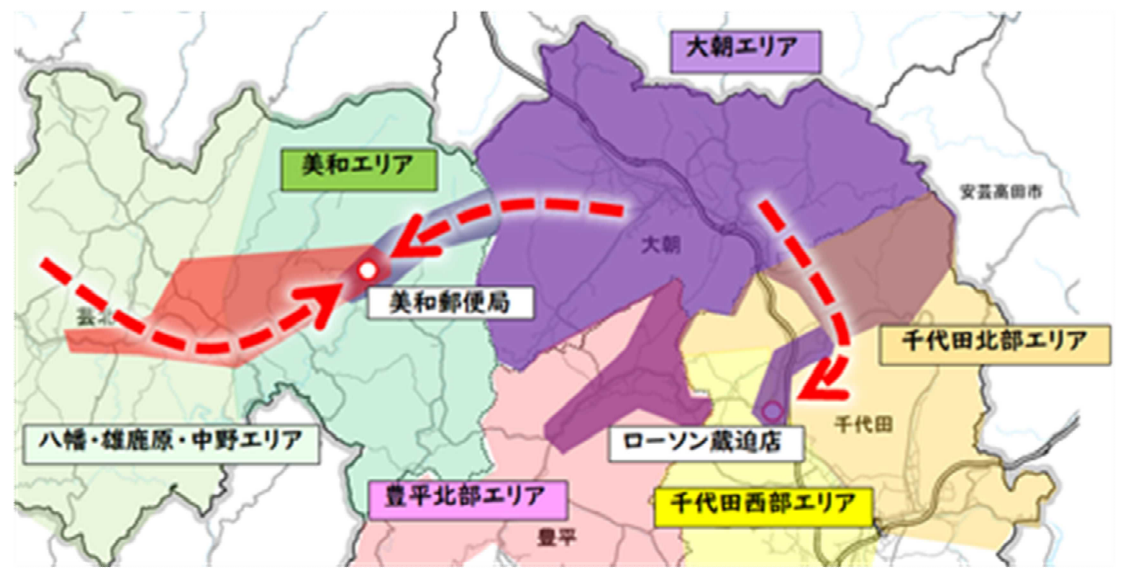 大朝エリア
美和エリア
安芸高田市
大朝
美和郵便局
芸北
千代田北部エリア
千代田
八幡・雄鹿原・中野エリア
ローソン蔵迫店
豊平北部エリア
千代田西部エリア
豊平